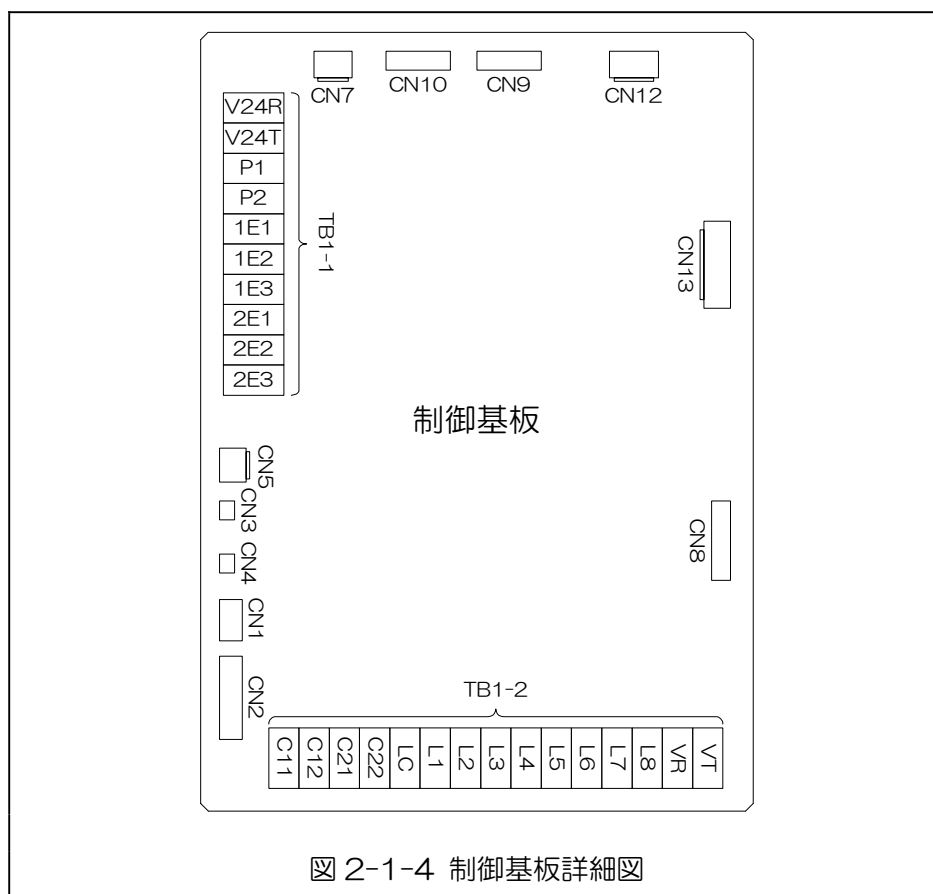 CN7
CN10
CN9
CN12
V24R
V24T
P1
P2
1E1
1E2
1E3
2E1
2E2
2E3
TB1-1
CN13
制御基板
CN5
CN3
CN4
CN1
CN2
CN8
TB1-2
C11 C12 C21 C22 LC L1 L2 L3 L4 L5 L6 L7 L8 VR VT
図 2-1-4 制御基板詳細図